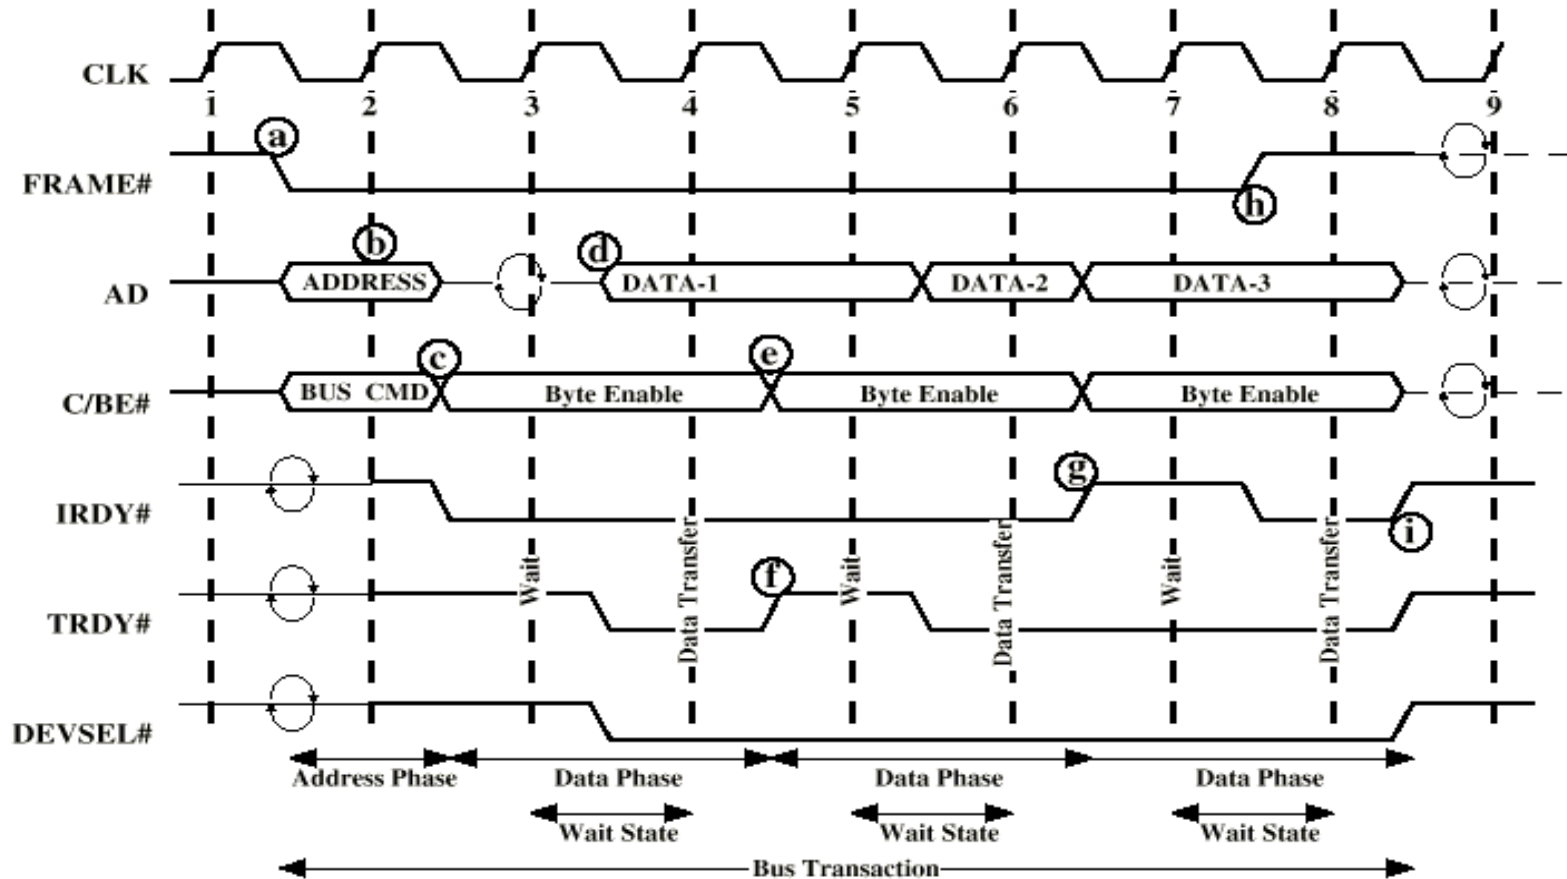 CLK
1 2 3 4 5 6 7 8 9
a
FRAME#
h
b
d
ADDRESS DATA-1 DATA-2 DATA-3
AD
c e
BUS CMD Byte Enable Byte Enable Byte Enable
C/BE#
g
IRDY#
i
Wait Data Transfer Wait Data Transfer Wait Data Transfer
f
TRDY#
DEVSEL#
Address Phase Data Phase Data Phase Data Phase
Wait State Wait State Wait State
Bus Transaction